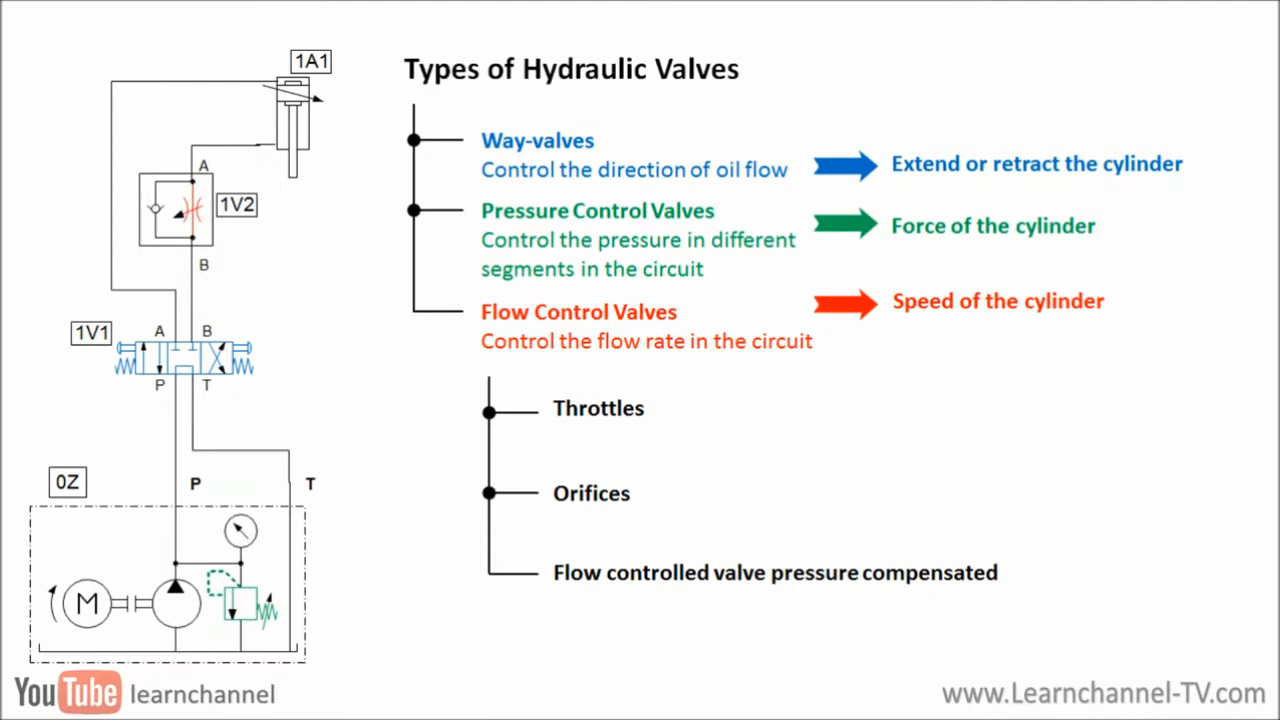 1A1
Types of Hydraulic Valves
Way-valves
Control the direction of oil flow
Extend or retract the cylinder
A
1V2
Pressure Control Valves
Control the pressure in different
segments in the circuit
Force of the cylinder
B
Flow Control Valves
Control the flow rate in the circuit
Speed of the cylinder
1V1
A B
P T
Throttles
0Z
P T
Orifices
M
Flow controlled valve pressure compensated
YouTube learnchannel
www.Learnchannel-TV.com